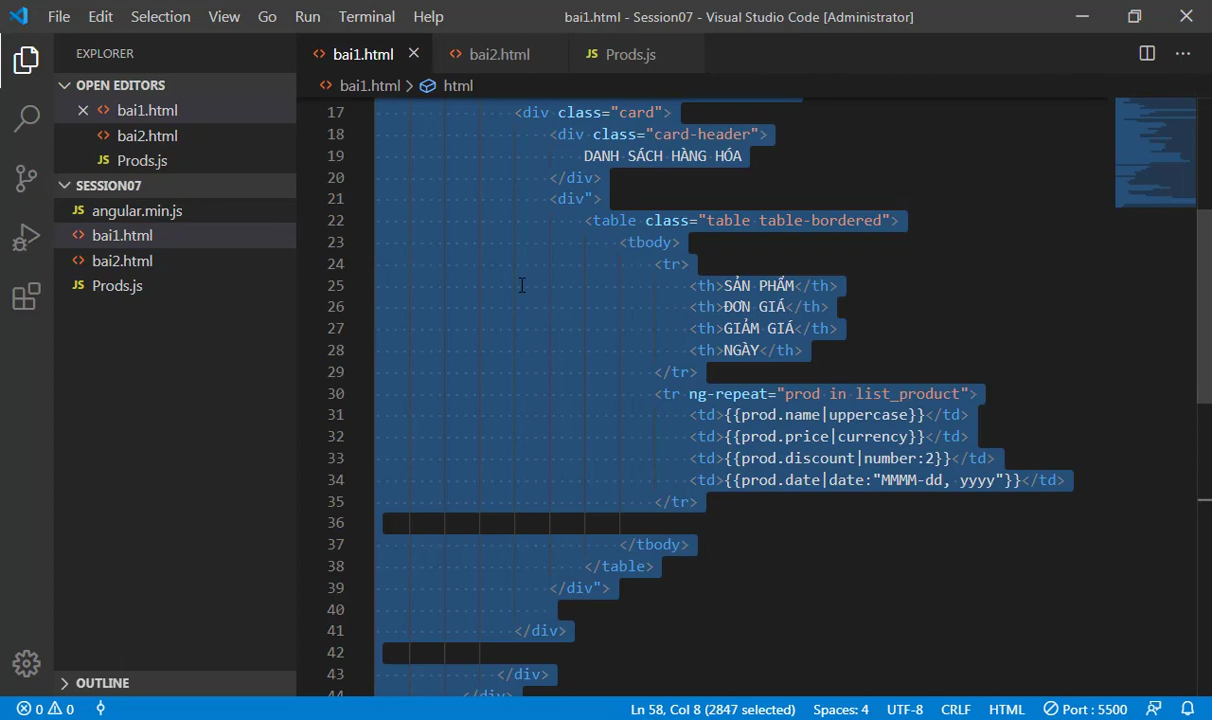 File Edit Selection View Go Run Terminal Help
bai1.html - Session07 - Visual Studio Code [Administrator]
EXPLORER
OPEN EDITORS
bai1.html
bai2.html
JS Prods.js
SESSION07
JS angular.min.js
bai1.html
bai2.html
JS Prods.js
OUTLINE
bai1.html
bai2.html
JS Prods.js
bai1.html > html
17 <div class="card">
18 <div class="card-header">
19 DANH SÁCH HÀNG HÓA
20 </div>
21 <div">
22 <table class="table table-bordered">
23 <tbody>
24 <tr>
25 <th>SẢN PHẨM</th>
26 <th>ĐƠN GIÁ</th>
27 <th>GIẢM GIÁ</th>
28 <th>NGÀY</th>
29 </tr>
30 <tr ng-repeat="prod in list_product">
31 <td>{{prod.name|uppercase}}</td>
32 <td>{{prod.price|currency}}</td>
33 <td>{{prod.discount|number:2}}</td>
34 <td>{{prod.date|date:"MMMM-dd, yyyy"}}</td>
35 </tr>
36
37 </tbody>
38 </table>
39 </div">
40
41 </div>
42
43 </div>
44 </div>
0 0
Ln 58, Col 8 (2847 selected) Spaces: 4 UTF-8 CRLF HTML Port : 5500